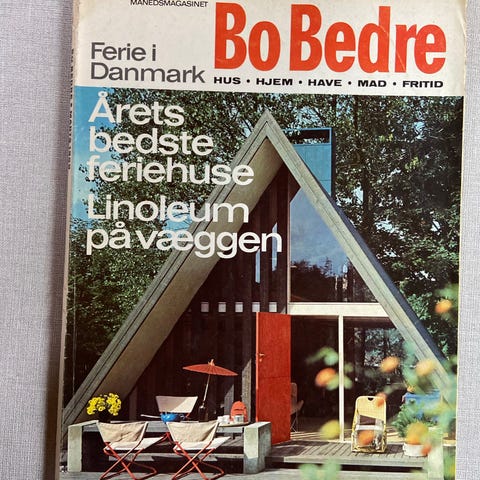 MÅNEDSMAGASINET
Bo Bedre
HUS • HJEM • HAVE • MAD • FRITID
Ferie i
Danmark
Årets
bedste
feriehuse
Linoleum
på væggen